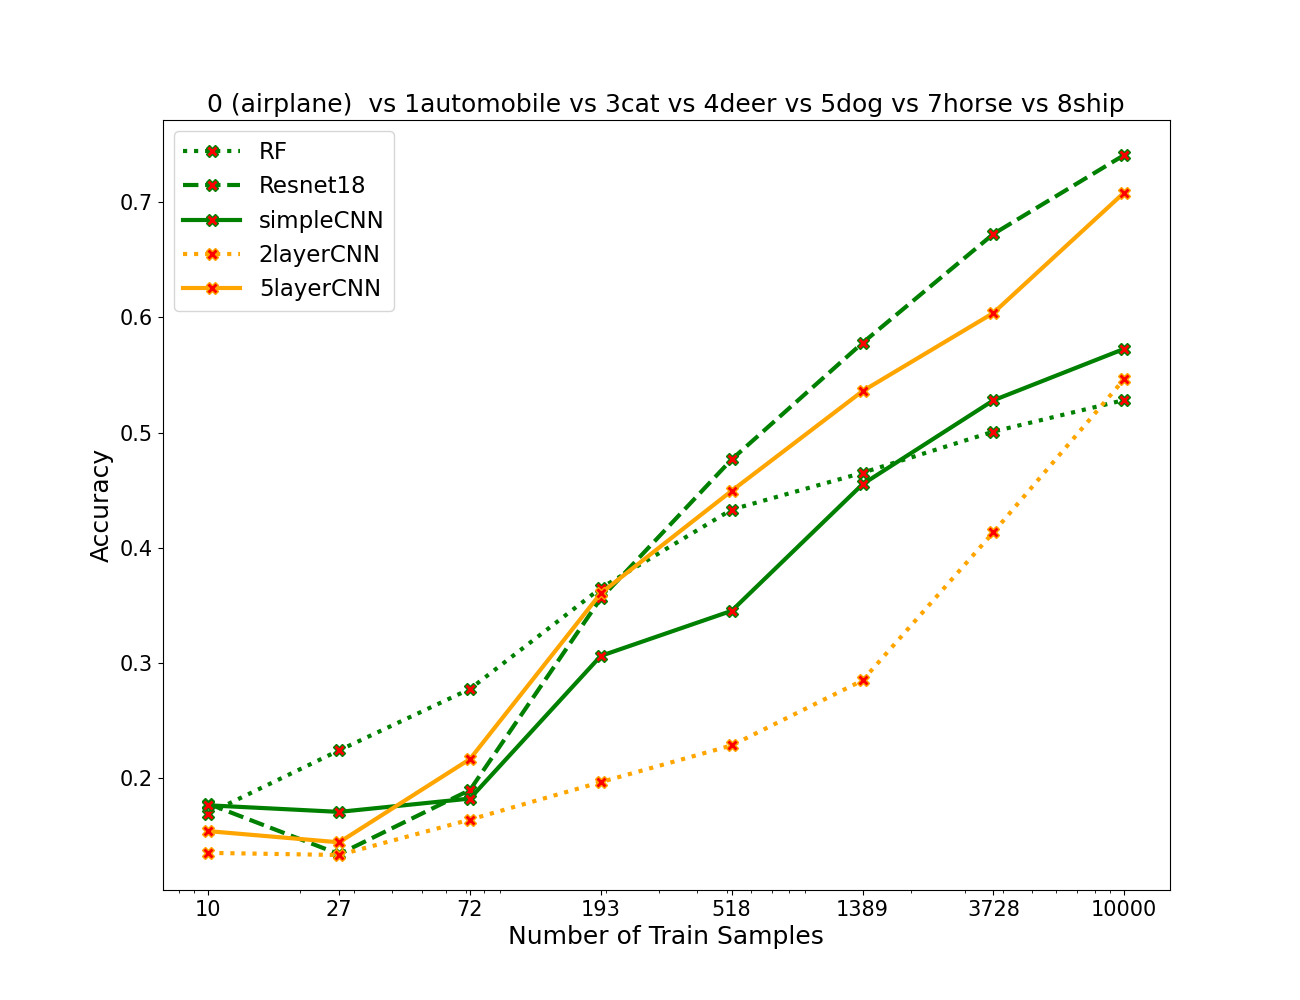 0 (airplane)  vs 1automobile vs 3cat vs 4deer vs 5dog vs 7horse vs 8ship
RF
Resnet18
simpleCNN
2layerCNN
5layerCNN
0.7
0.6
0.5
0.4
0.3
0.2
Accuracy
10 27 72 193 518 1389 3728 10000
Number of Train Samples